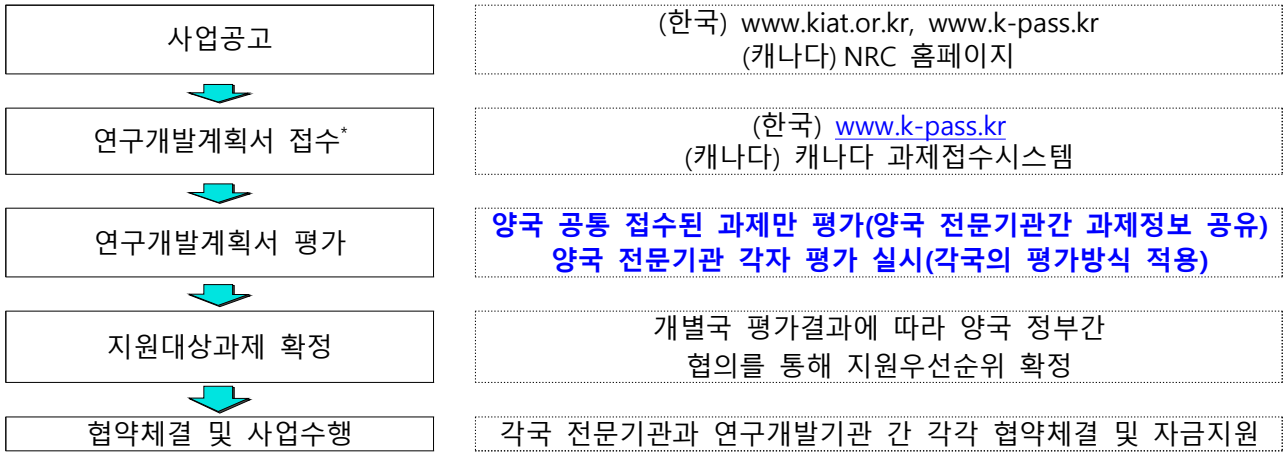 사업공고
(한국) www.kiat.or.kr, www.k-pass.kr
(캐나다) NRC 홈페이지
연구개발계획서 접수*
(한국) www.k-pass.kr
(캐나다) 캐나다 과제접수시스템
연구개발계획서 평가
양국 공통 접수된 과제만 평가(양국 전문기관간 과제정보 공유)
양국 전문기관 각자 평가 실시(각국의 평가방식 적용)
지원대상과제 확정
개별국 평가결과에 따라 양국 정부간
협의를 통해 지원우선순위 확정
협약체결 및 사업수행
각국 전문기관과 연구개발기관 간 각각 협약체결 및 자금지원